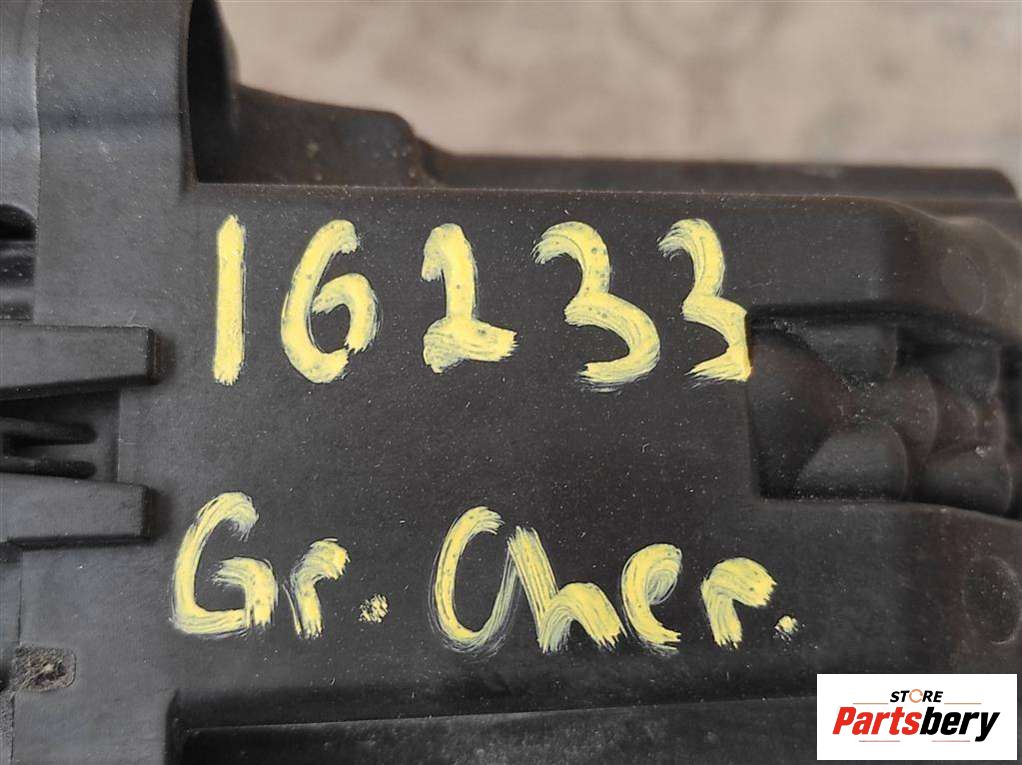 16233
Gr. Cher.
STORE
Partsbery